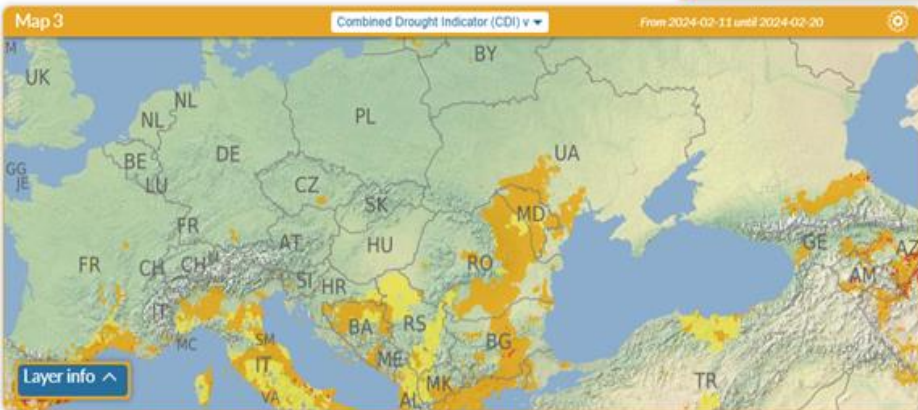 Map 3
Combined Drought Indicator (CDI) v
From 2024-02-11 until 2024-02-20
M
UK
BY
NL
PL
NL
BE
DE
UA
GG
JE
LU
CZ
SK
MD
FR
AT
HU
GE
AZ
FR
CH
CH
SI
HR
RO
AM
IT
BA
RS
MC
SM
BG
IT
ME
Layer info
VA
MK
AL
TR